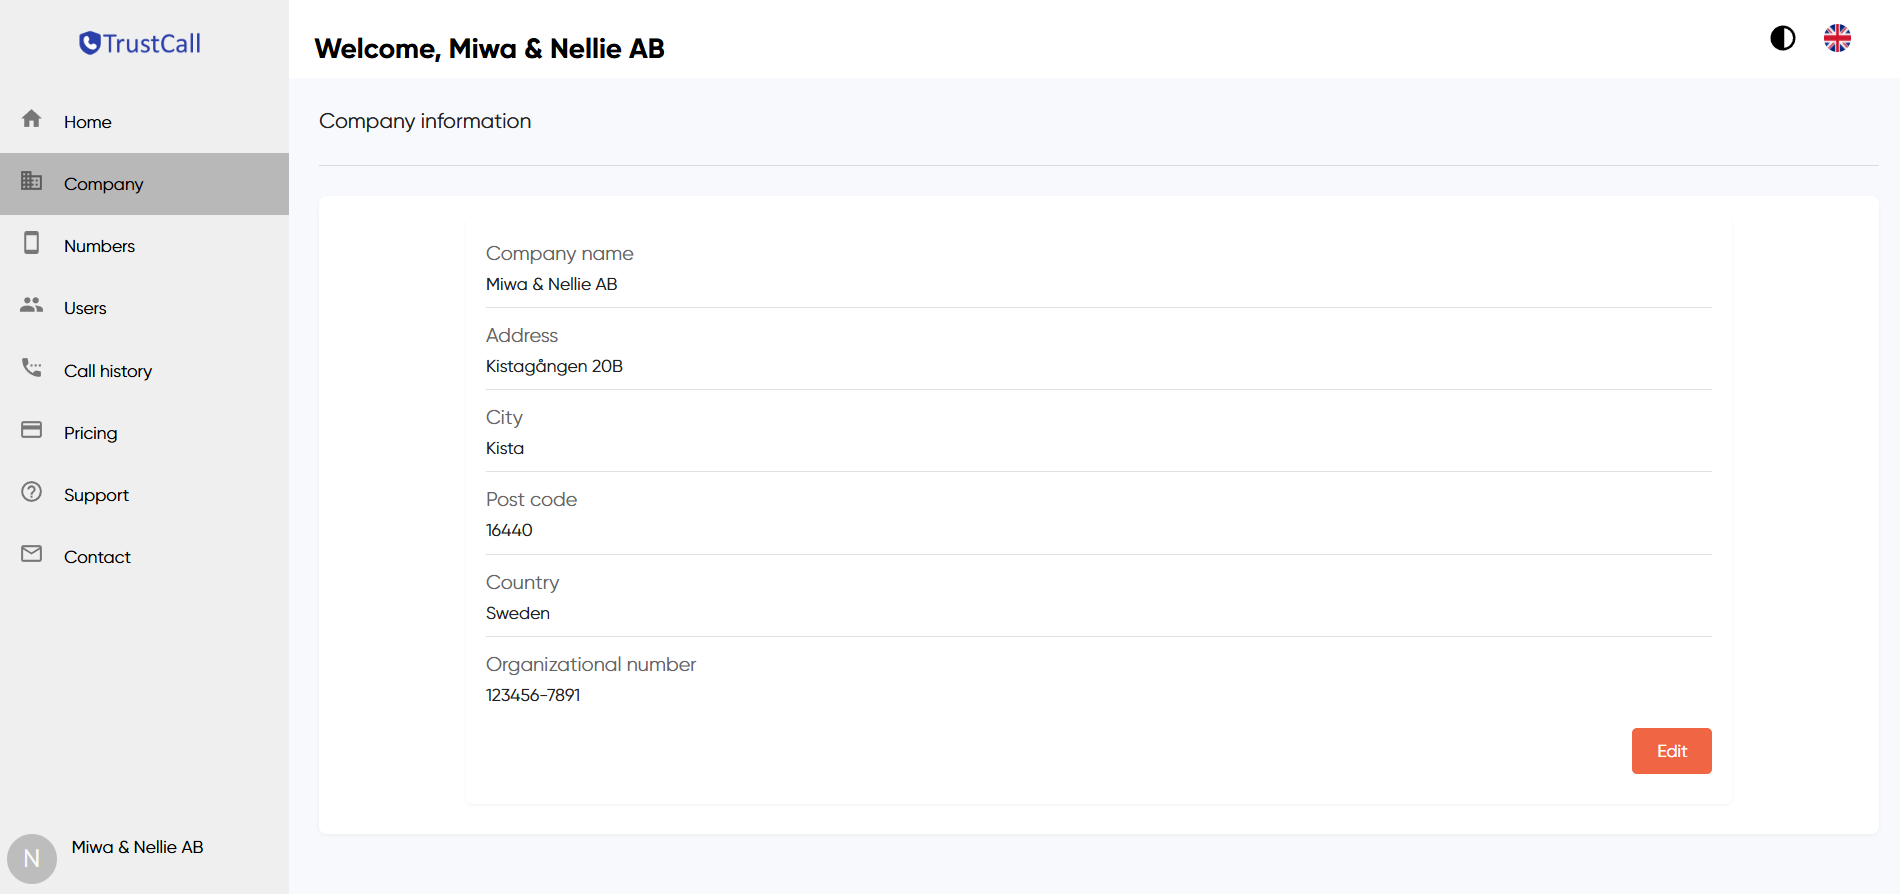 TrustCall
Welcome, Miwa & Nellie AB
Home
Company
Numbers
Users
Call history
Pricing
Support
Contact
N
Miwa & Nellie AB
Company information
Company name
Miwa & Nellie AB
Address
Kistagången 20B
City
Kista
Post code
16440
Country
Sweden
Organizational number
123456-7891
Edit